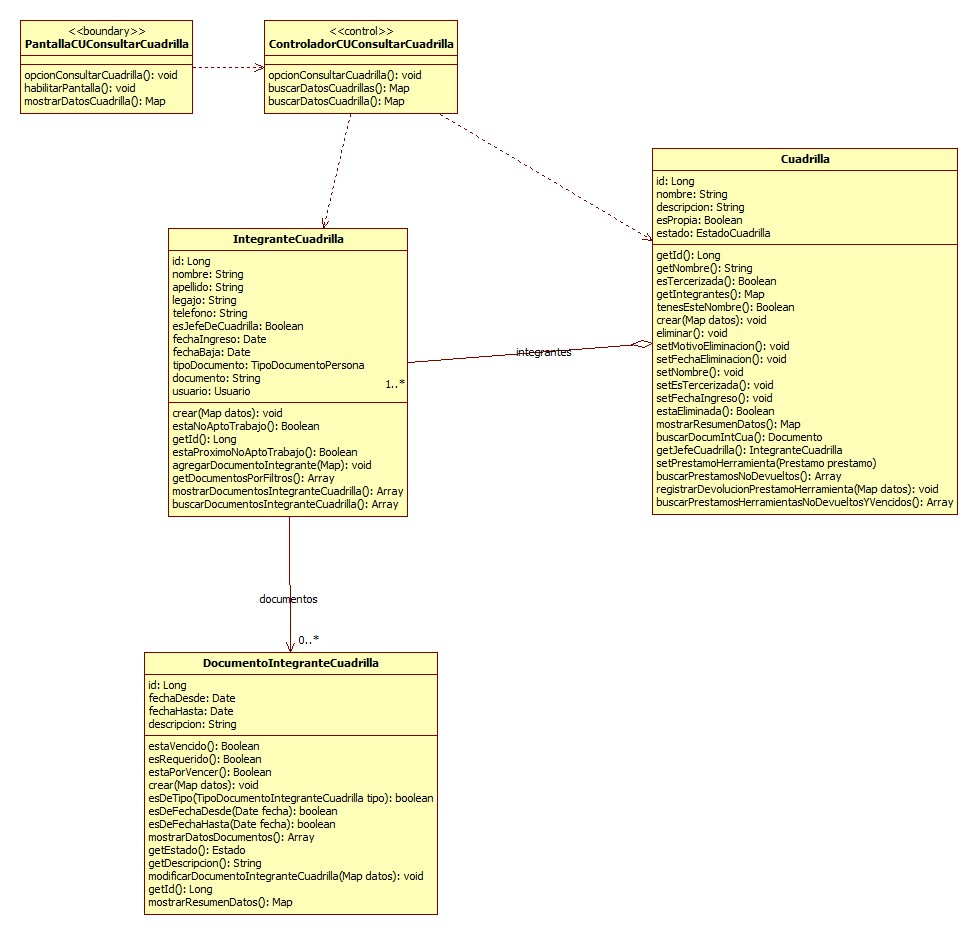 <<boundary>>
PantallaCUConsultarCuadrilla
opcionConsultarCuadrilla(): void
habilitarPantalla(): void
mostrarDatosCuadrilla(): Map
<<control>>
ControladorCUConsultarCuadrilla
opcionConsultarCuadrilla(): void
buscarDatosCuadrillas(): Map
buscarDatosCuadrilla(): Map
Cuadrilla
id: Long
nombre: String
descripcion: String
esPropia: Boolean
estado: EstadoCuadrilla
getId(): Long
getNombre(): String
esTercerizada(): Boolean
getIntegrantes(): Map
tenesEsteNombre(): Boolean
crear(Map datos): void
eliminar(): void
setMotivoEliminacion(): void
setFechaEliminacion(): void
setNombre(): void
setEsTercerizada(): void
setFechaIngreso(): void
estaEliminada(): Boolean
mostrarResumenDatos(): Map
buscarDocumIntCua(): Documento
getJefeCuadrilla(): IntegranteCuadrilla
setPrestamoHerramienta(Prestamo prestamo)
buscarPrestamosNoDevueltos(): Array
registrarDevolucionPrestamoHerramienta(Map datos): void
buscarPrestamosHerramientasNoDevueltosYVencidos(): Array
IntegranteCuadrilla
id: Long
nombre: String
apellido: String
legajo: String
telefono: String
esJefeDeCuadrilla: Boolean
fechaIngreso: Date
fechaBaja: Date
tipoDocumento: TipoDocumentoPersona
documento: String
usuario: Usuario
crear(Map datos): void
estaNoAptoTrabajo(): Boolean
getId(): Long
estaProximoNoAptoTrabajo(): Boolean
agregarDocumentoIntegrante(Map): void
getDocumentosPorFiltros(): Array
mostrarDocumentosIntegranteCuadrilla(): Array
buscarDocumentosIntegranteCuadrilla(): Array
integrantes
1..*
documentos
0..*
DocumentoIntegranteCuadrilla
id: Long
fechaDesde: Date
fechaHasta: Date
descripcion: String
estaVencido(): Boolean
esRequerido(): Boolean
estaPorVencer(): Boolean
crear(Map datos): void
esDeTipo(TipoDocumentoIntegranteCuadrilla tipo): boolean
esDeFechaDesde(Date fecha): boolean
esDeFechaHasta(Date fecha): boolean
mostrarDatosDocumentos(): Array
getEstado(): Estado
getDescripcion(): String
modificarDocumentoIntegranteCuadrilla(Map datos): void
getId(): Long
mostrarResumenDatos(): Map